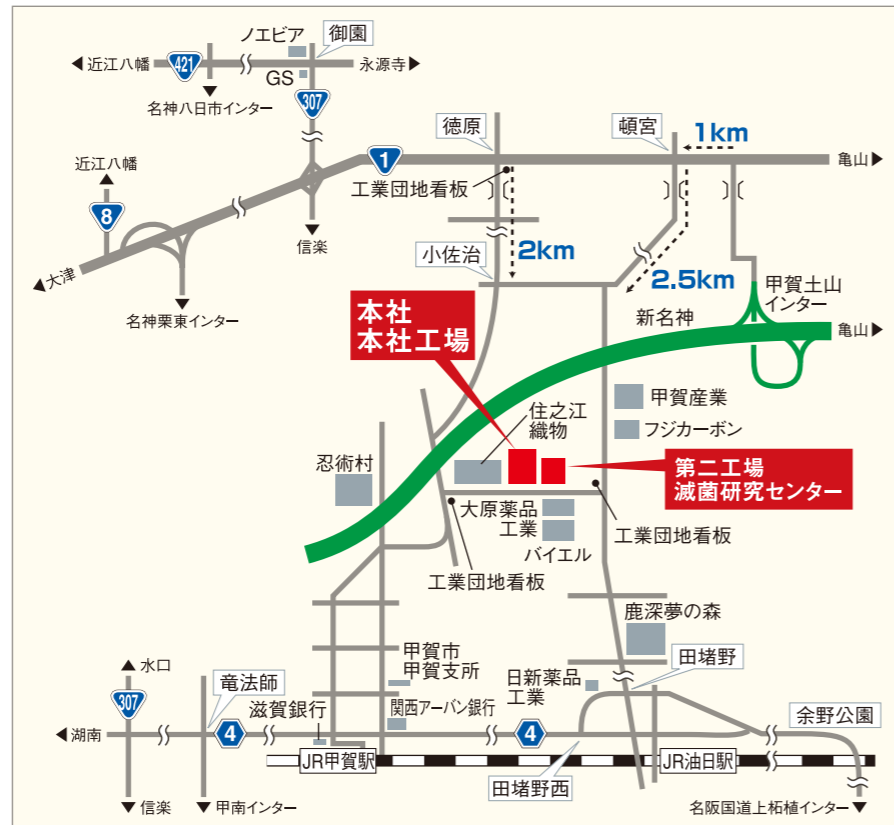 ノエビア
御園
◀近江八幡
421
永源寺▶
GS
名神八日市インター
307
徳原
頓宮
1km
近江八幡
1
亀山▶
工業団地看板
8
信楽
小佐治
2km
2.5km
◀大津
名神栗東インター
甲賀土山
インター
本社
本社工場
新名神
亀山▶
甲賀産業
住之江
織物
フジカーボン
忍術村
第二工場
滅菌研究センター
大原薬品
工業
バイエル
工業団地看板
工業団地看板
鹿深夢の森
甲賀市
甲賀支所
水口
竜法師
日新薬品
工業
田堵野
307
滋賀銀行
関西アーバン銀行
余野公園
◀湖南
4
4
JR甲賀駅
JR油日駅
田堵野西
信楽
甲南インター
名阪国道上柘植インター